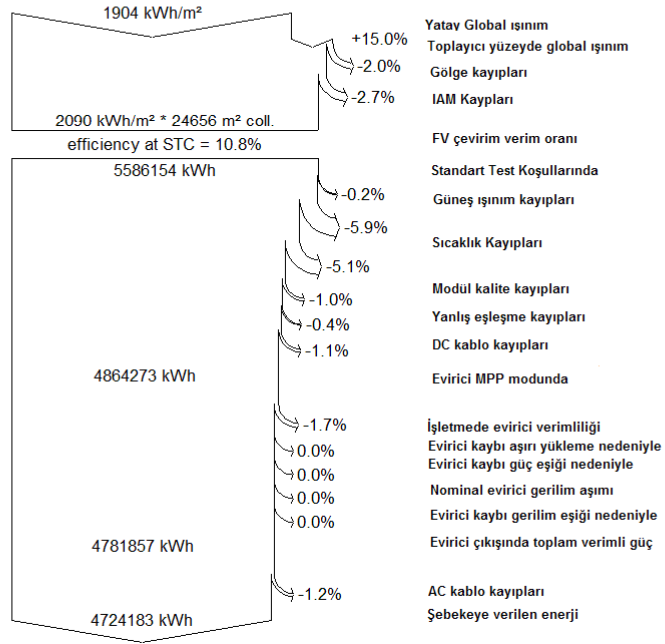 1904 kWh/m²
Yatay Global ışınım
+15.0%
Toplayıcı yüzeyde global ışınım
-2.0%
Gölge kayıpları
-2.7%
IAM Kaypları
2090 kWh/m² * 24656 m² coll.
efficiency at STC = 10.8%
FV çevirim verim oranı
5586154 kWh
Standart Test Koşullarında
-0.2%
Güneş ışınım kayıpları
-5.9%
Sıcaklık Kayıpları
-5.1%
Modül kalite kayıpları
-1.0%
Yanlış eşleşme kayıpları
-0.4%
DC kablo kayıpları
-1.1%
4864273 kWh
Evirici MPP modunda
-1.7%
İşletmede evirici verimliliği
0.0%
Evirici kaybı aşırı yükleme nedeniyle
Evirici kaybı güç eşiği nedeniyle
0.0%
Nominal evirici gerilim aşımı
0.0%
Evirici kaybı gerilim eşiği nedeniyle
0.0%
4781857 kWh
Evirici çıkışında toplam verimli güç
-1.2%
AC kablo kayıpları
4724183 kWh
Şebekeye verilen enerji